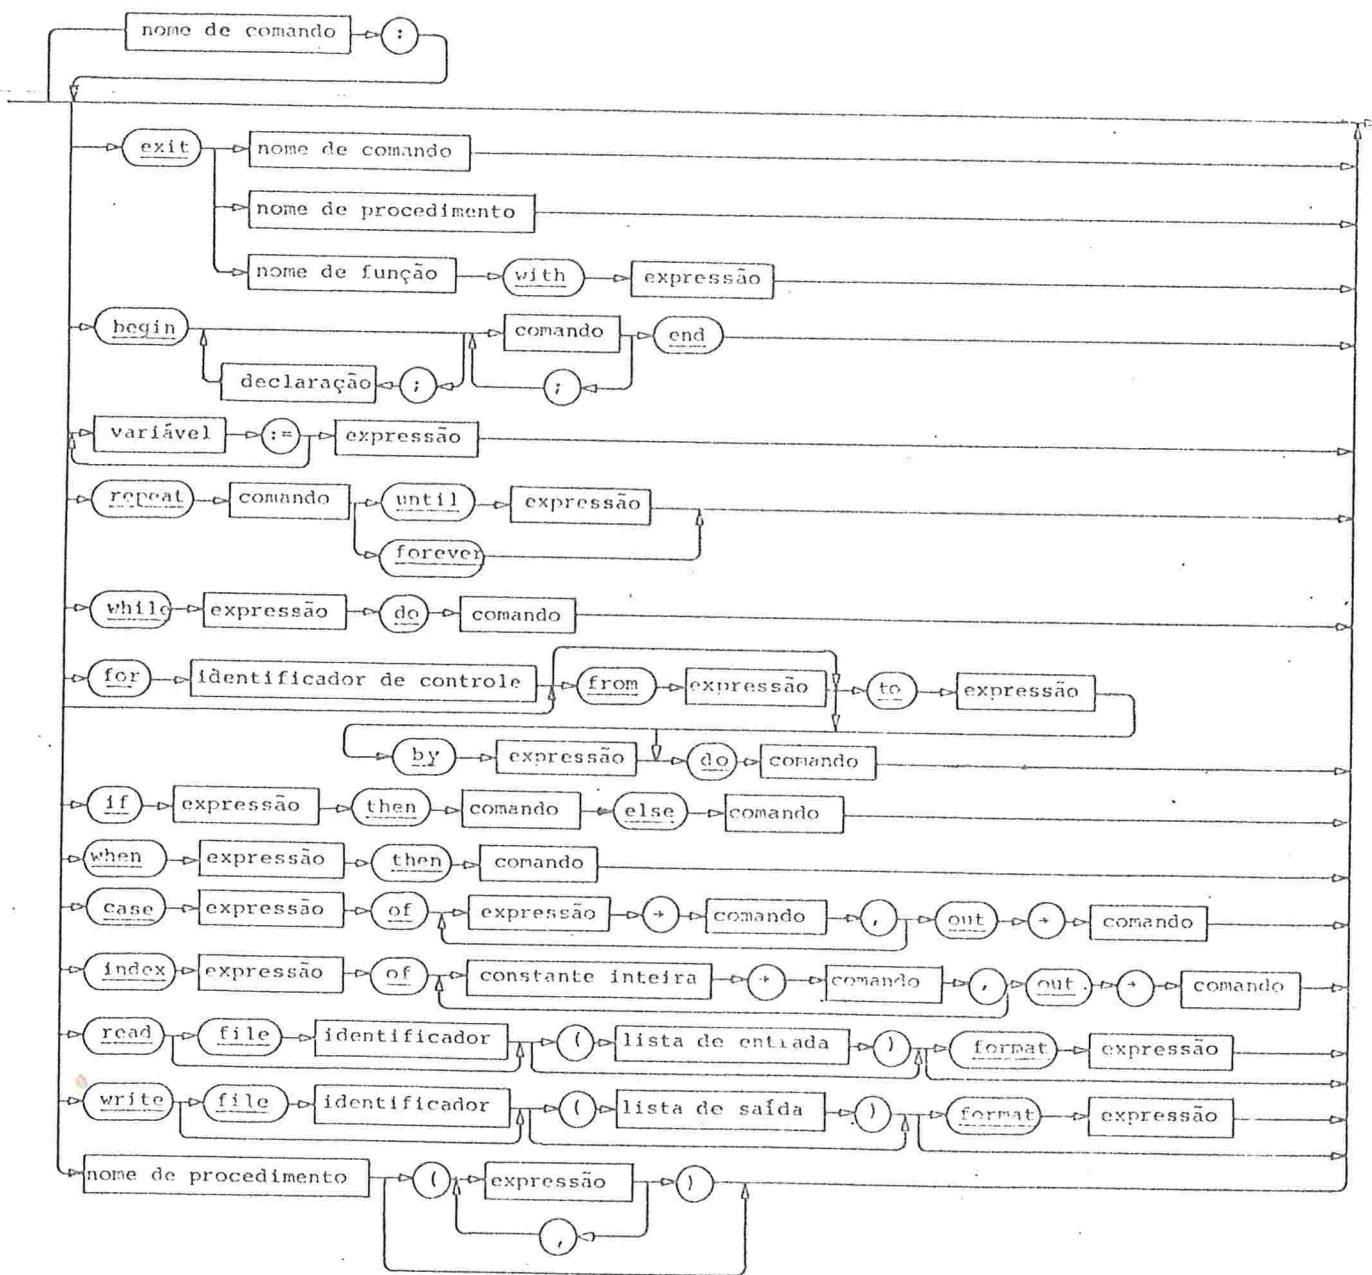 nome de comando :
exit nome de comando
nome de procedimento
nome de função with expressão
begin comando end
declaração ; ;
variável := expressão
repeat comando until expressão
forever
while expressão do comando
for identificador de controle from expressão to expressão
by expressão do comando
if expressão then comando else comando
when expressão then comando
case expressão of expressão → comando , out → comando
index expressão of constante inteira → comando , out → comando
read file identificador ( lista de entrada ) format expressão
write file identificador ( lista de saída ) format expressão
nome de procedimento ( expressão )
,